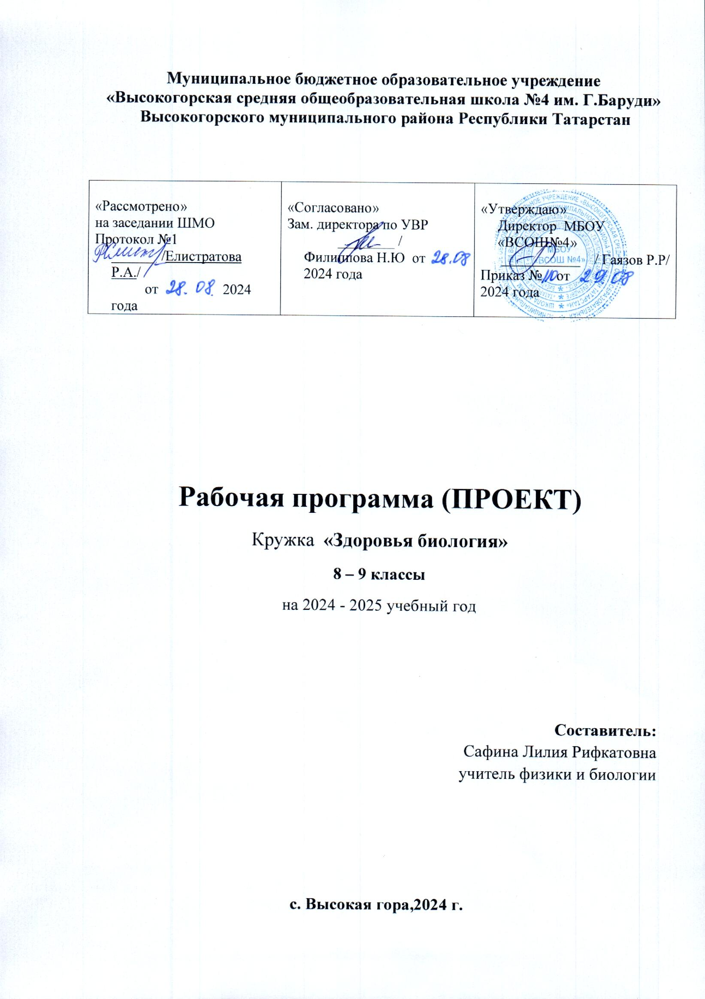 Муниципальное бюджетное образовательное учреждение
«Высокогорская средняя общеобразовательная школа №4 им. Г.Баруди»
Высокогорского муниципального района Республики Татарстан
«Рассмотрено»
на заседании ШМО
Протокол №1
/Елистратова
Р.А./
от 28.08. 2024
года
«Согласовано»
Зам. директора по УВР
/
Филиппова Н.Ю от 28.08
2024 года
«Утверждаю»
Директор МБОУ
«ВСОШ№4»
/ Гаязов Р.Р/
Приказ №110 от 29 08
2024 года
МБОУ
«ВСОШ №4»
Рабочая программа (ПРОЕКТ)
Кружка «Здоровья биология»
8 – 9 классы
на 2024 - 2025 учебный год
Составитель:
Сафина Лилия Рифкатовна
учитель физики и биологии
с. Высокая гора,2024 г.